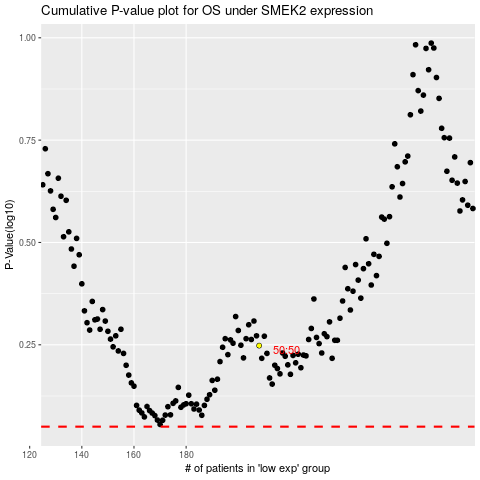 Cumulative P-value plot for OS under SMEK2 expression
1.00
0.75
0.50
0.25
P-Value(log10)
50:50
120 140 160 180
# of patients in 'low exp' group